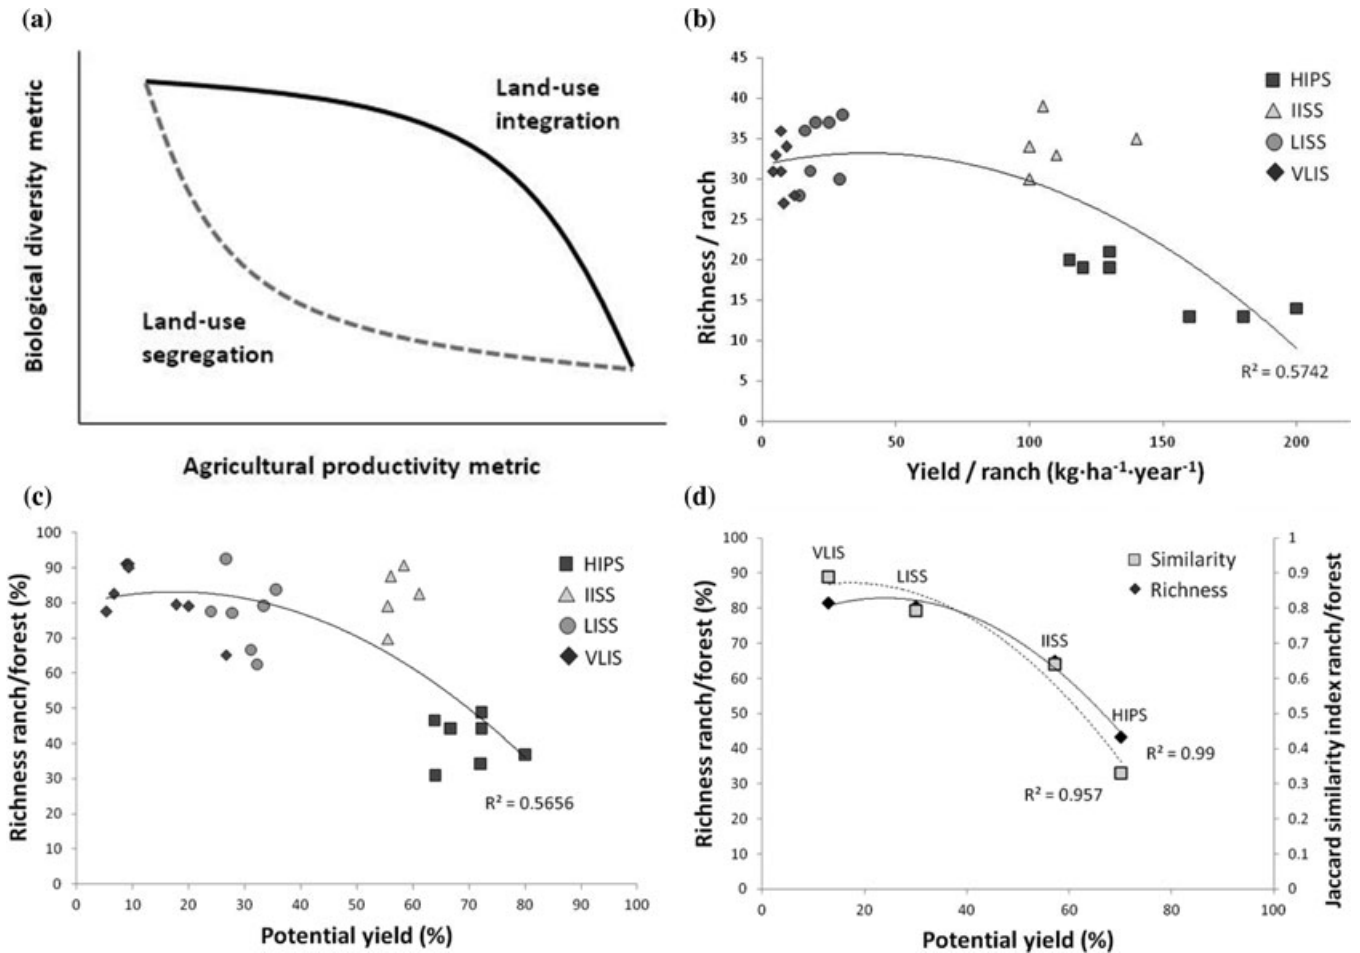 (a)
Biological diversity metric
Land-use
integration
Land-use
segregation
Agricultural productivity metric
(b)
Richness / ranch
45
40
35
30
25
20
15
10
5
0
0 50 100 150 200
Yield / ranch (kg·ha⁻¹·year⁻¹)
HIPS
IISS
LISS
VLIS
R² = 0.5742
(c)
Richness ranch/forest (%)
100
90
80
70
60
50
40
30
20
10
0
0 10 20 30 40 50 60 70 80 90 100
Potential yield (%)
HIPS
IISS
LISS
VLIS
R² = 0.5656
(d)
Richness ranch/forest (%)
100
90
80
70
60
50
40
30
20
10
0
0 20 40 60 80 100
Potential yield (%)
VLIS
LISS
IISS
HIPS
Similarity
Richness
R² = 0.99
R² = 0.957
1
0.9
0.8
0.7
0.6
0.5
0.4
0.3
0.2
0.1
0
Jaccard similarity index ranch/forest